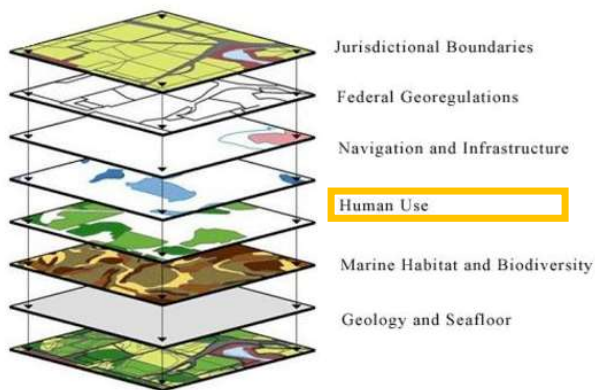 Jurisdictional Boundaries
Federal Georegulations
Navigation and Infrastructure
Human Use
Marine Habitat and Biodiversity
Geology and Seafloor